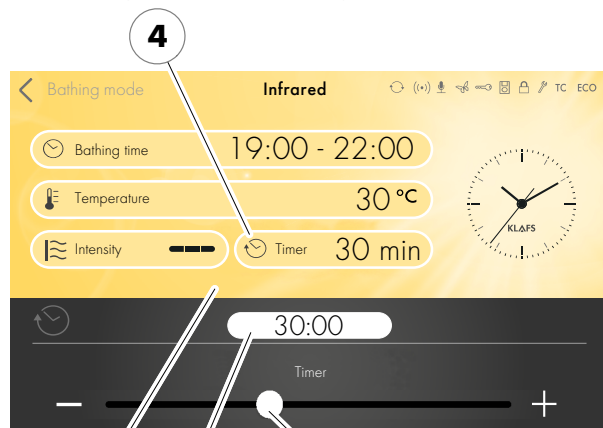 4
Bathing mode Infrared TC ECO
Bathing time 19:00 - 22:00
Temperature 30 °C
Intensity Timer 30 min
KLAFS
30:00
Timer